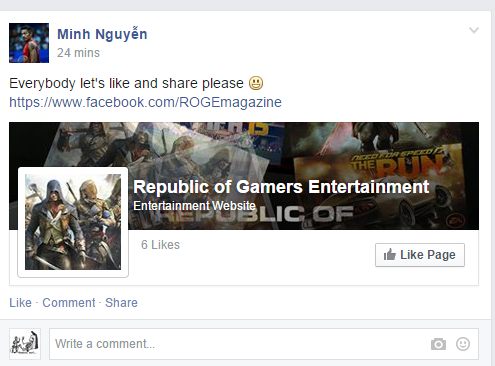 Minh Nguyễn
24 mins
Everybody let's like and share please
https://www.facebook.com/ROGEmagazine
NEED FOR SPEED
THE RUN
Republic of Gamers Entertainment
Entertainment Website
REPUBLIC OF
EA
6 Likes
Like Page
Like · Comment · Share
Write a comment...